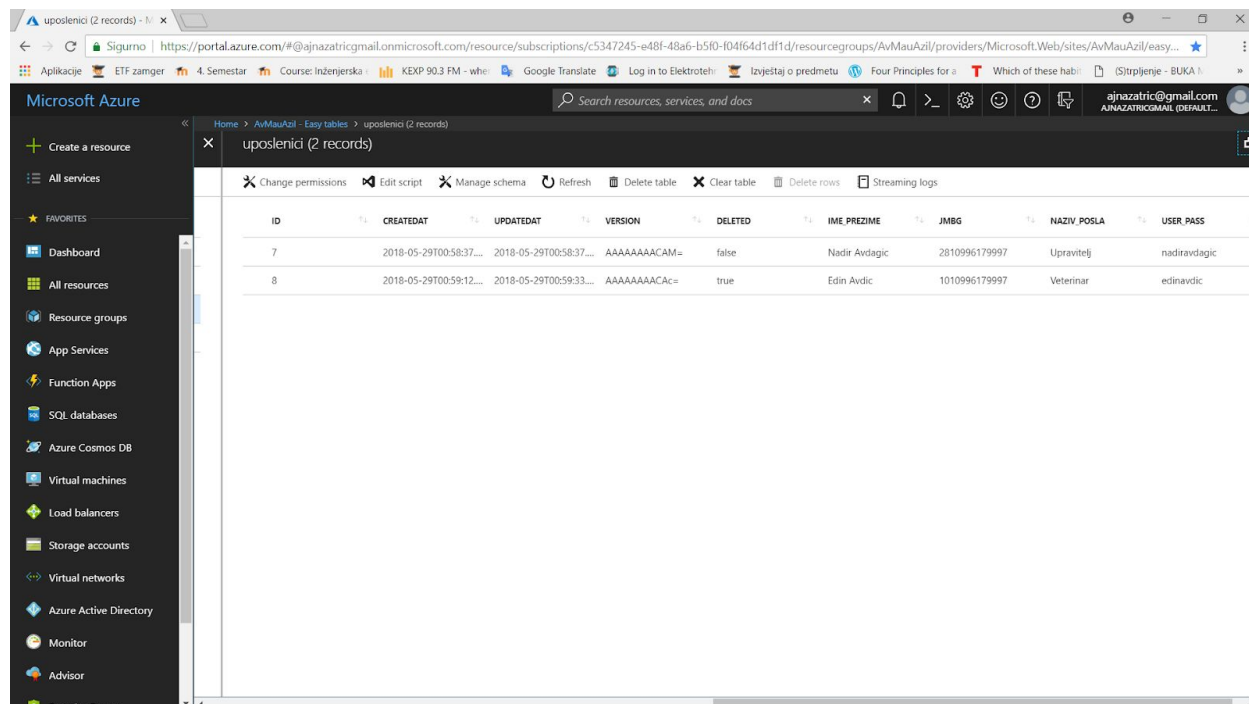 uposlenici (2 records) - M
Sigurno | https://portal.azure.com/#@ajnazatricgmail.onmicrosoft.com/resource/subscriptions/c5347245-e48f-48a6-b5f0-f04f64d1df1d/resourcegroups/AvMauAzil/providers/Microsoft.Web/sites/AvMauAzil/easy...
Aplikacije ETF zamger 4. Semestar Course: Inženjerska KEXP 90.3 FM - whe Google Translate Log in to Elektroteh Izvještaj o predmetu Four Principles for a Which of these habi (S)trpljenje - BUKA »
Microsoft Azure Search resources, services, and docs ajnazatric@gmail.com
AJNAZATRICGMAIL (DEFAULT...
Home > AvMauAzil - Easy tables > uposlenici (2 records)
uposlenici (2 records)
Create a resource
All services
FAVORITES
Dashboard
All resources
Resource groups
App Services
Function Apps
SQL databases
Azure Cosmos DB
Virtual machines
Load balancers
Storage accounts
Virtual networks
Azure Active Directory
Monitor
Advisor
Change permissions Edit script Manage schema Refresh Delete table Clear table Delete rows Streaming logs
ID CREATEDAT UPDATEDAT VERSION DELETED IME_PREZIME JMBG NAZIV_POSLA USER_PASS
7 2018-05-29T00:58:37.... 2018-05-29T00:58:37.... AAAAAAAACAM= false Nadir Avdagic 2810996179997 Upravitelj nadiravdagic
8 2018-05-29T00:59:12.... 2018-05-29T00:59:33.... AAAAAAAACAc= true Edin Avdic 1010996179997 Veterinar edinavdic